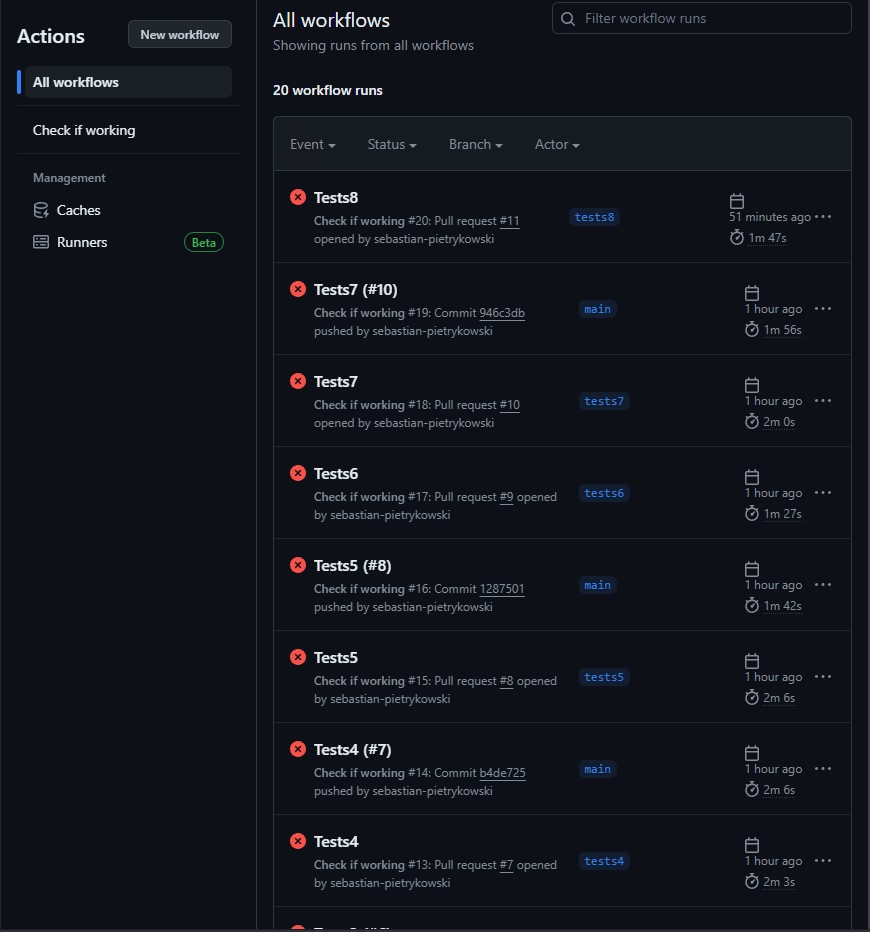 Actions
New workflow
All workflows
Check if working
Management
Caches
Runners
Beta
All workflows
Showing runs from all workflows
Filter workflow runs
20 workflow runs
Event
Status
Branch
Actor
Tests8
Check if working #20: Pull request #11
opened by sebastian-pietrykowski
tests8
51 minutes ago
1m 47s
Tests7 (#10)
Check if working #19: Commit 946c3db
pushed by sebastian-pietrykowski
main
1 hour ago
1m 56s
Tests7
Check if working #18: Pull request #10
opened by sebastian-pietrykowski
tests7
1 hour ago
2m 0s
Tests6
Check if working #17: Pull request #9 opened
by sebastian-pietrykowski
tests6
1 hour ago
1m 27s
Tests5 (#8)
Check if working #16: Commit 1287501
pushed by sebastian-pietrykowski
main
1 hour ago
1m 42s
Tests5
Check if working #15: Pull request #8 opened
by sebastian-pietrykowski
tests5
1 hour ago
2m 6s
Tests4 (#7)
Check if working #14: Commit b4de725
pushed by sebastian-pietrykowski
main
1 hour ago
2m 6s
Tests4
Check if working #13: Pull request #7 opened
by sebastian-pietrykowski
tests4
1 hour ago
2m 3s